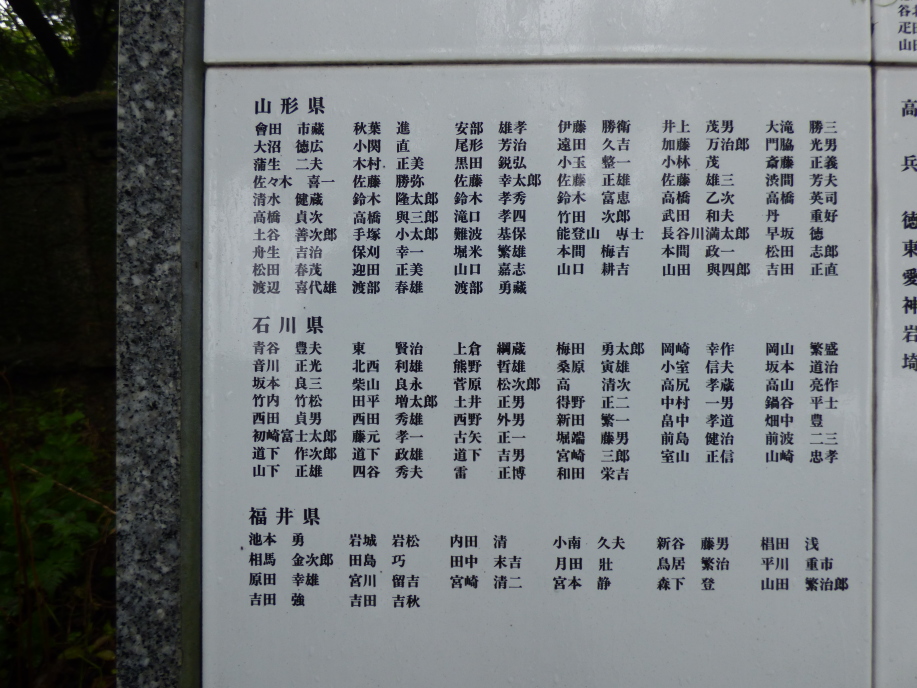 山形県
會田 市蔵 秋葉 進 安部 雄孝 伊藤 勝衛 井上 茂男 大滝 勝三
大沼 徳広 小関 直 尾形 芳治 遠田 久吉 加藤 万治郎 門脇 光男
蒲生 二夫 木村 正美 黒田 鋭弘 小玉 整一 小林 茂 斎藤 正義
佐々木 喜一 佐藤 勝弥 佐藤 幸太郎 佐藤 正雄 佐藤 雄三 渋間 芳夫
清水 健蔵 鈴木 隆太郎 鈴木 孝秀 鈴木 富恵 高橋 乙次 高橋 英司
高橋 貞次 高橋 與三郎 滝口 孝四 竹田 次郎 武田 和夫 丹 重好
土谷 善次郎 手塚 小太郎 難波 基保 能登山 専士 長谷川満太郎 早坂 徳
舟生 吉治 保刈 幸一 堀米 繁雄 本間 梅吉 本間 政一 松田 志郎
松田 春茂 迎田 正美 山口 嘉志 山口 耕吉 山田 與四郎 吉田 正直
渡辺 喜代雄 渡部 春雄 渡部 勇蔵
石川県
青谷 豊夫 東 賢治 上倉 綱蔵 梅田 勇太郎 岡崎 幸作 岡山 繁盛
音川 正光 北西 利雄 熊野 哲雄 桑原 寅雄 小室 信夫 坂本 道治
坂本 良三 柴山 良永 菅原 松次郎 高 清次 高尻 孝蔵 高山 亮作
竹内 竹松 田平 増太郎 土井 正男 得野 正二 中村 一男 鍋谷 平士
西田 貞男 西田 秀雄 西野 外男 新田 繁一 畠中 孝道 畑中 豊
初崎富士太郎 藤元 孝一 古矢 正一 堀端 藤男 前島 健治 前波 二三
道下 作次郎 道下 政雄 道下 吉男 宮崎 三郎 室山 正信 山崎 忠孝
山下 正雄 四谷 秀夫 雷 正博 和田 栄吉
福井県
池本 勇 岩城 岩松 内田 清 小南 久夫 新谷 藤男 椙田 浅
相馬 金次郎 田島 巧 田中 末吉 月田 壯 鳥居 繁治 平川 重市
原田 幸雄 宮川 留吉 宮崎 清二 宮本 静 森下 登 山田 繁治郎
吉田 強 吉田 吉秋
山田
高
兵
徳
東
愛
神
岩
埼